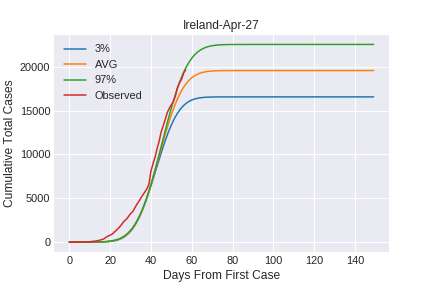 Ireland-Apr-27
3%
AVG
97%
Observed
Cumulative Total Cases
20000
15000
10000
5000
0
0 20 40 60 80 100 120 140
Days From First Case